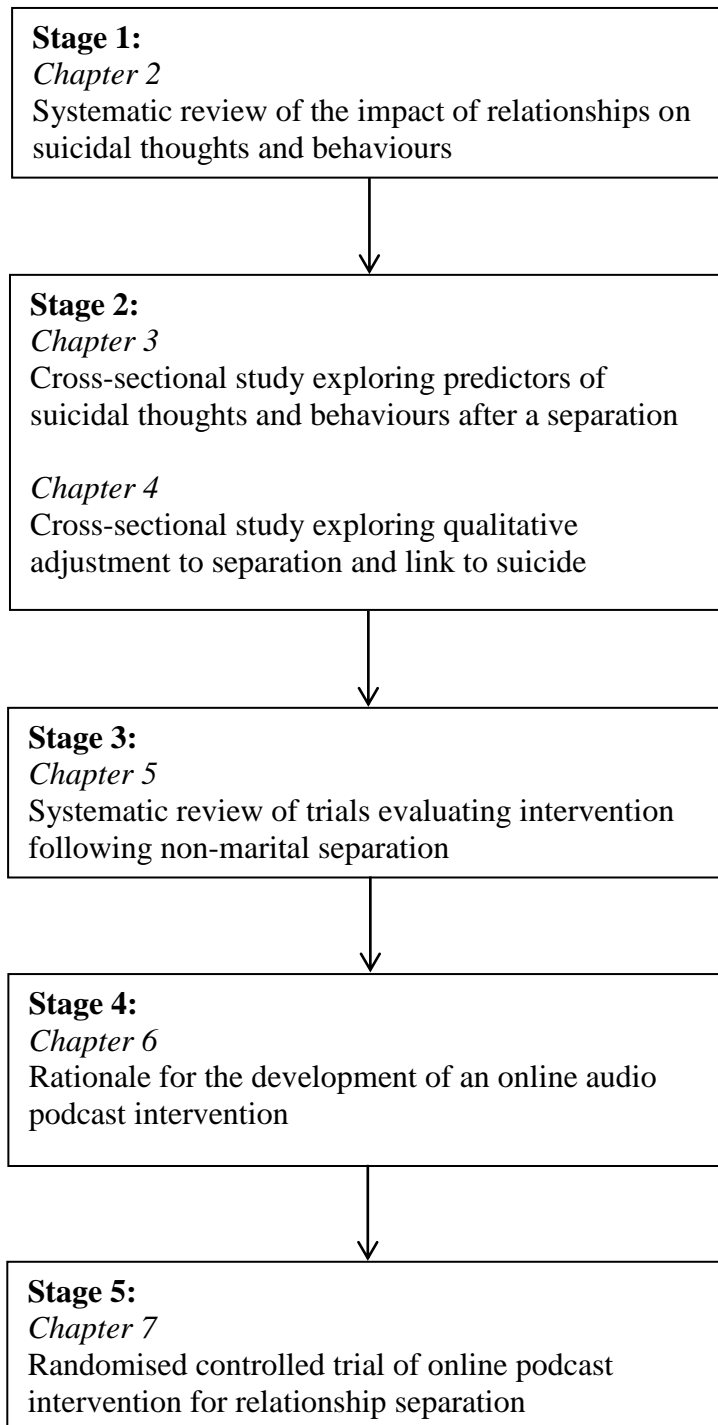 Stage 1:
Chapter 2
Systematic review of the impact of relationships on
suicidal thoughts and behaviours
Stage 2:
Chapter 3
Cross-sectional study exploring predictors of
suicidal thoughts and behaviours after a separation
Chapter 4
Cross-sectional study exploring qualitative
adjustment to separation and link to suicide
Stage 3:
Chapter 5
Systematic review of trials evaluating intervention
following non-marital separation
Stage 4:
Chapter 6
Rationale for the development of an online audio
podcast intervention
Stage 5:
Chapter 7
Randomised controlled trial of online podcast
intervention for relationship separation